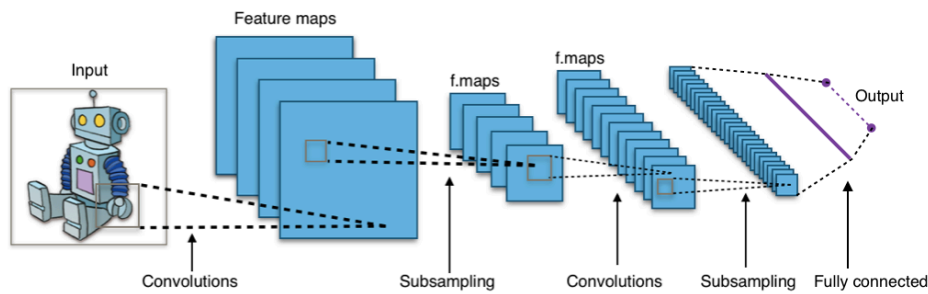 Feature maps
Input
f.maps
f.maps
Output
Convolutions
Subsampling
Convolutions
Subsampling
Fully connected